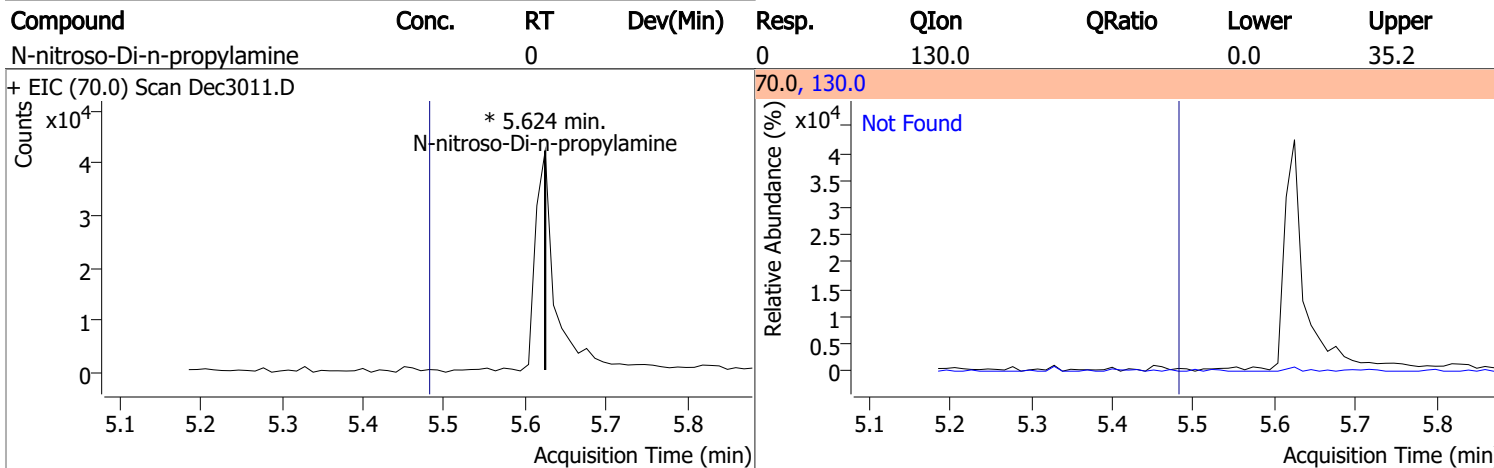 Compound Conc. RT Dev(Min) Resp. QIon QRatio Lower Upper
N-nitroso-Di-n-propylamine 0 0 130.0 0.0 35.2
+ EIC (70.0) Scan Dec3011.D
Counts
x10^4
* 5.624 min.
N-nitroso-Di-n-propylamine
4
3
2
1
0
5.1 5.2 5.3 5.4 5.5 5.6 5.7 5.8
Acquisition Time (min)
70.0, 130.0
Relative Abundance (%)
x10^4
Not Found
4
3.5
3
2.5
2
1.5
1
0.5
0
5.1 5.2 5.3 5.4 5.5 5.6 5.7 5.8
Acquisition Time (min